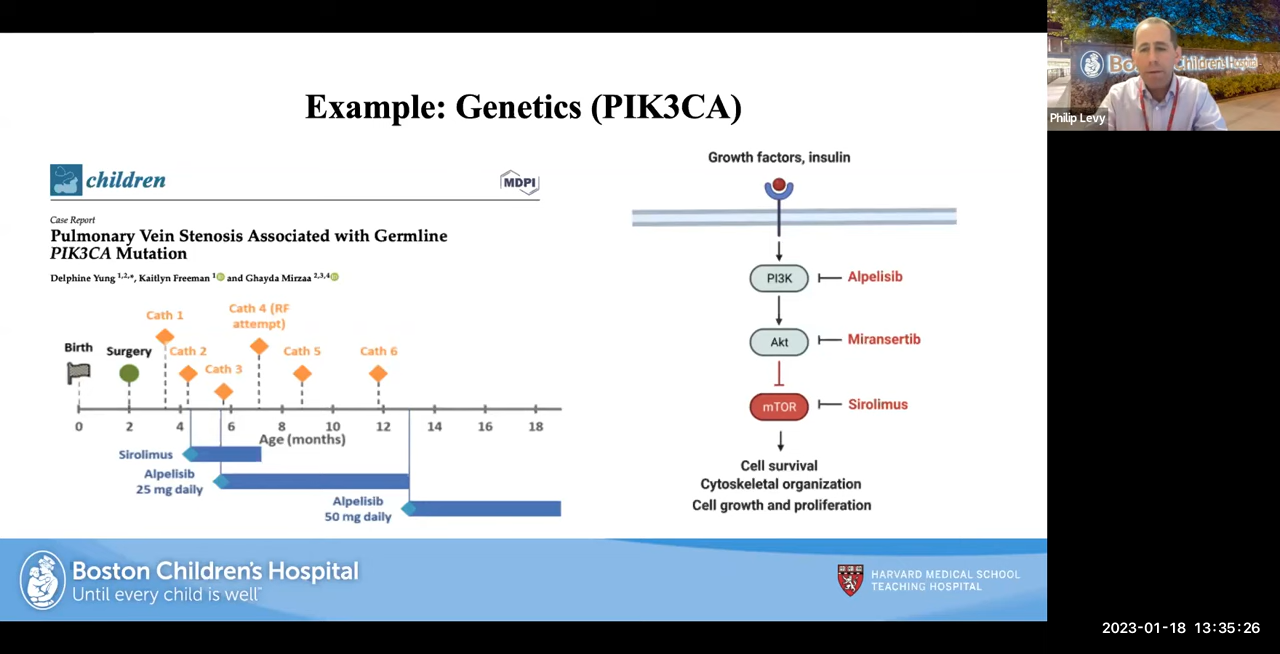 Example: Genetics (PIK3CA)
children
MDPI
Case Report
Pulmonary Vein Stenosis Associated with Germline
PIK3CA Mutation
Delphine Yung 1,2,*, Kaitlyn Freeman 1 and Ghayda Mirzaa 2,3,4
Birth
Surgery
Cath 1
Cath 2
Cath 3
Cath 4 (RF
attempt)
Cath 5
Cath 6
0 2 4 6 8 10 12 14 16 18
Age (months)
Sirolimus
Alpelisib
25 mg daily
Alpelisib
50 mg daily
Growth factors, insulin
PI3K
Alpelisib
Akt
Miransertib
mTOR
Sirolimus
Cell survival
Cytoskeletal organization
Cell growth and proliferation
Boston Children's Hospital
Until every child is well™
HARVARD MEDICAL SCHOOL
TEACHING HOSPITAL
Philip Levy
2023-01-18 13:35:26